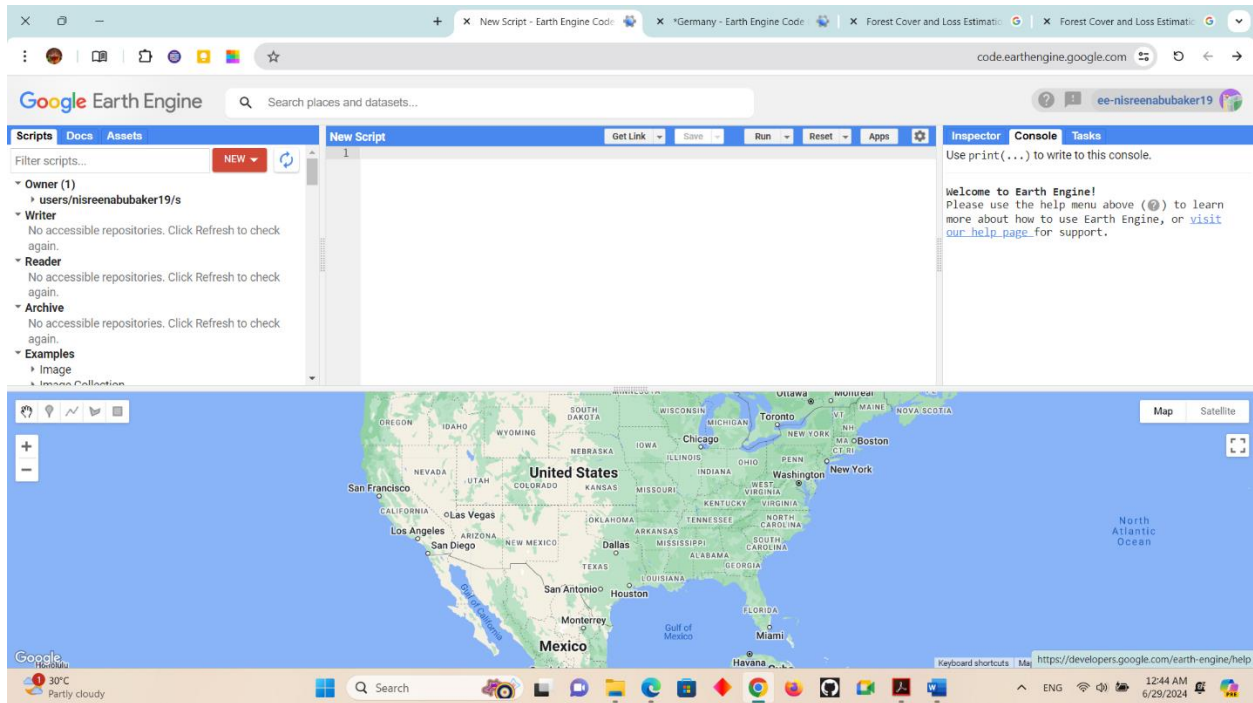 New Script - Earth Engine Code
*Germany - Earth Engine Code
Forest Cover and Loss Estimatic
Forest Cover and Loss Estimatic
code.earthengine.google.com
Google Earth Engine
Search places and datasets...
ee-nisreenabubaker19
Scripts Docs Assets
Filter scripts...
NEW
Owner (1)
users/nisreenabubaker19/s
Writer
No accessible repositories. Click Refresh to check
again.
Reader
No accessible repositories. Click Refresh to check
again.
Archive
No accessible repositories. Click Refresh to check
again.
Examples
Image
Image Collection
New Script
Get Link Save Run Reset Apps
1
Inspector Console Tasks
Use print(...) to write to this console.
Welcome to Earth Engine!
Please use the help menu above (?) to learn
more about how to use Earth Engine, or visit
our help page for support.
Map Satellite
Ottawa
Montreal
MAINE
NOVA SCOTIA
SOUTH
DAKOTA
WISCONSIN
MICHIGAN
Toronto
VT
NH
OREGON
IDAHO
WYOMING
NEW YORK
MA
Boston
CT RI
IOWA
Chicago
NEBRASKA
ILLINOIS
OHIO
PENN
NEVADA
UTAH
United States
INDIANA
New York
COLORADO
KANSAS
MISSOURI
Washington
WEST
VIRGINIA
San Francisco
KENTUCKY
VIRGINIA
CALIFORNIA
Las Vegas
OKLAHOMA
TENNESSEE
NORTH
CAROLINA
Los Angeles
ARIZONA
NEW MEXICO
ARKANSAS
San Diego
Dallas
MISSISSIPPI
SOUTH
CAROLINA
ALABAMA
TEXAS
GEORGIA
LOUISIANA
San Antonio
Houston
Gulf of
California
FLORIDA
Monterrey
Gulf of
Mexico
Miami
Mexico
Havana
North
Atlantic
Ocean
Google
Honolulu
Keyboard shortcuts
https://developers.google.com/earth-engine/help
1
30°C
Partly cloudy
Search
ENG
12:44 AM
6/29/2024